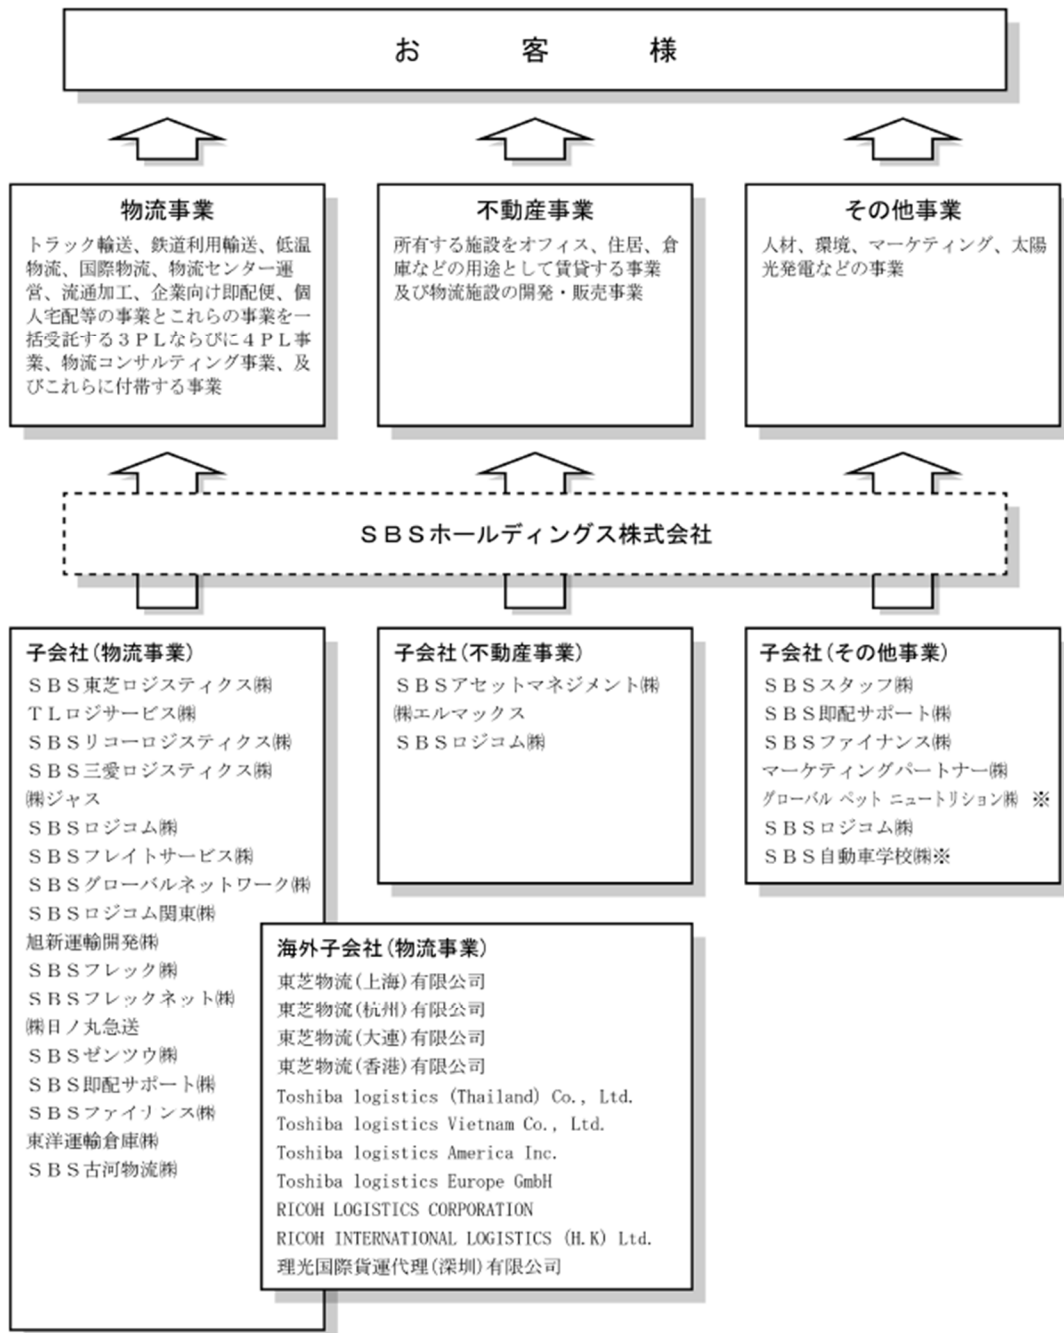 お客様
物流事業
トラック輸送、鉄道利用輸送、低温
物流、国際物流、物流センター運
営、流通加工、企業向け即配便、個
人宅配等の事業とこれらの事業を一
括受託する３ＰＬならびに４ＰＬ事
業、物流コンサルティング事業、及
びこれらに付帯する事業
不動産事業
所有する施設をオフィス、住居、倉
庫などの用途として賃貸する事業
及び物流施設の開発・販売事業
その他事業
人材、環境、マーケティング、太陽
光発電などの事業
ＳＢＳホールディングス株式会社
子会社(物流事業)
ＳＢＳ東芝ロジスティクス㈱
ＴＬロジサービス㈱
ＳＢＳリコーロジスティクス㈱
ＳＢＳ三愛ロジスティクス㈱
㈱ジャス
ＳＢＳロジコム㈱
ＳＢＳフレイトサービス㈱
ＳＢＳグローバルネットワーク㈱
ＳＢＳロジコム関東㈱
旭新運輸開発㈱
ＳＢＳフレック㈱
ＳＢＳフレックネット㈱
㈱日ノ丸急送
ＳＢＳゼンツウ㈱
ＳＢＳ即配サポート㈱
ＳＢＳファイリンス㈱
東洋運輸倉庫㈱
ＳＢＳ古河物流㈱
子会社(不動産事業)
ＳＢＳアセットマネジメント㈱
㈱エルマックス
ＳＢＳロジコム㈱
子会社(その他事業)
ＳＢＳスタッフ㈱
ＳＢＳ即配サポート㈱
ＳＢＳファイナンス㈱
マーケティングパートナー㈱
グローバル ペット ニュートリション㈱ ※
ＳＢＳロジコム㈱
ＳＢＳ自動車学校㈱※
海外子会社(物流事業)
東芝物流(上海)有限公司
東芝物流(杭州)有限公司
東芝物流(大連)有限公司
東芝物流(香港)有限公司
Toshiba logistics (Thailand) Co., Ltd.
Toshiba logistics Vietnam Co., Ltd.
Toshiba logistics America Inc.
Toshiba logistics Europe GmbH
RICOH LOGISTICS CORPORATION
RICOH INTERNATIONAL LOGISTICS (H.K) Ltd.
理光国際貨運代理(深圳)有限公司